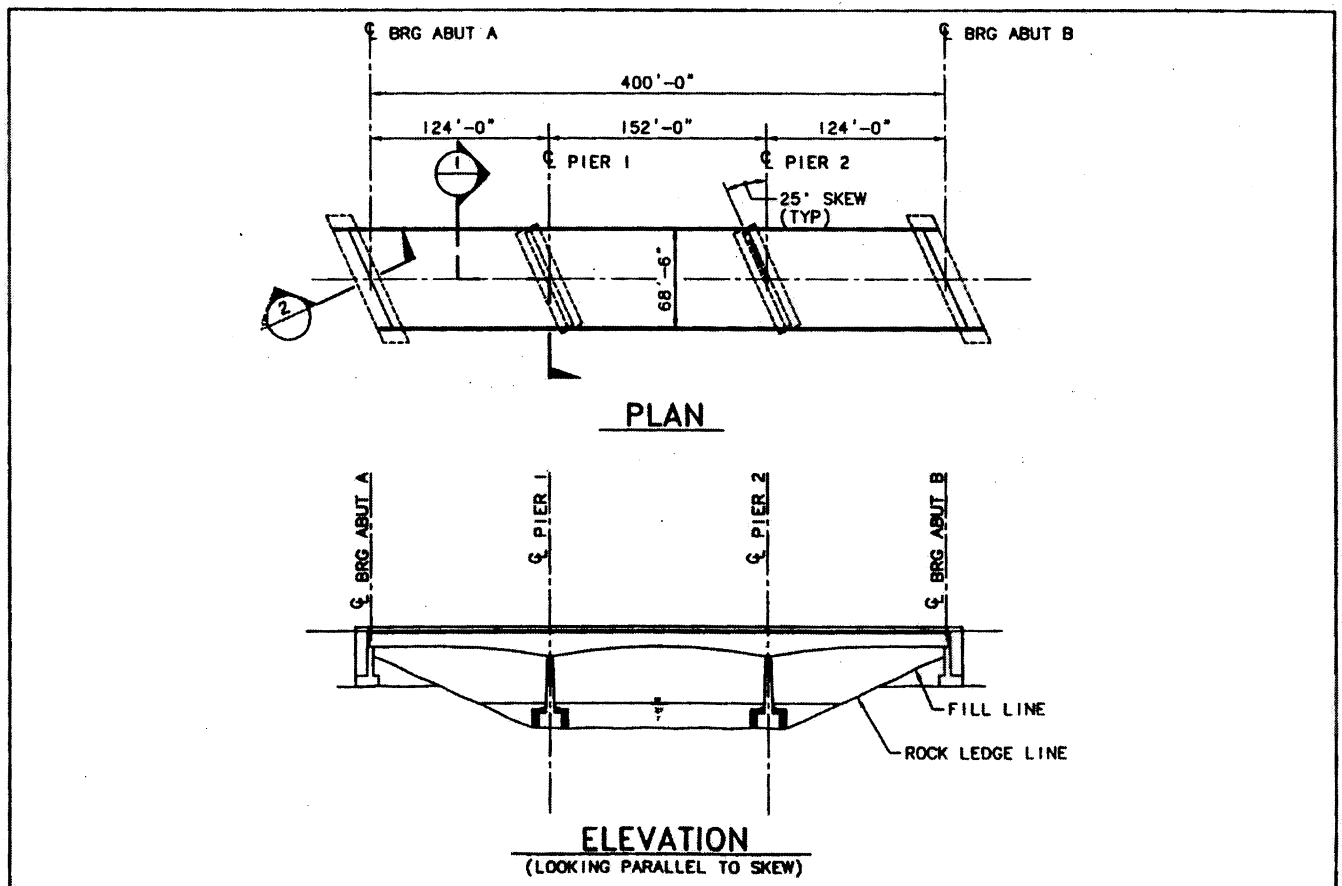 ℄ BRG ABUT A
℄ BRG ABUT B
400'-0"
124'-0"
152'-0"
124'-0"
℄ PIER 1
℄ PIER 2
1
25° SKEW
(TYP)
68'-6"
2
PLAN
℄ BRG ABUT A
℄ PIER 1
℄ PIER 2
℄ BRG ABUT B
FILL LINE
ROCK LEDGE LINE
ELEVATION
(LOOKING PARALLEL TO SKEW)